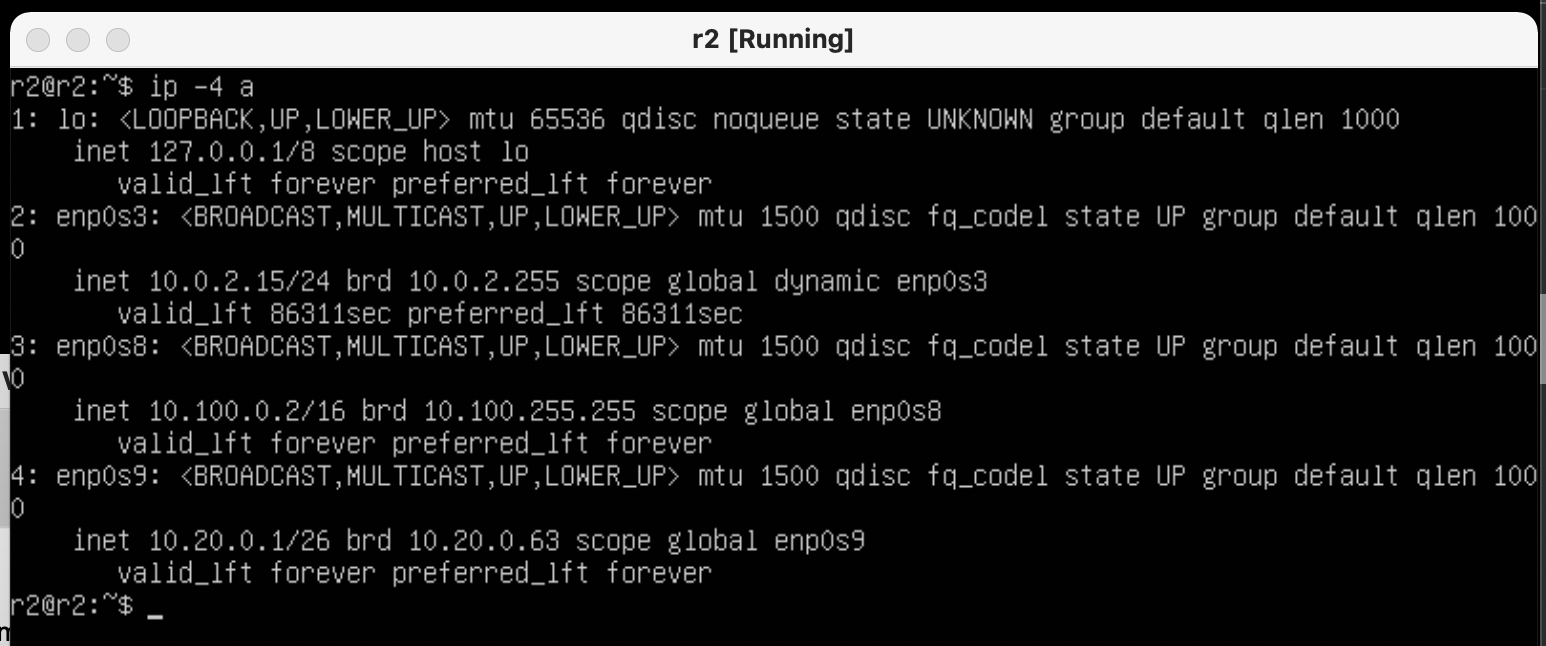 r2 [Running]
r2@r2:~$ ip -4 a
1: lo: <LOOPBACK,UP,LOWER_UP> mtu 65536 qdisc noqueue state UNKNOWN group default qlen 1000
    inet 127.0.0.1/8 scope host lo
       valid_lft forever preferred_lft forever
2: enp0s3: <BROADCAST,MULTICAST,UP,LOWER_UP> mtu 1500 qdisc fq_codel state UP group default qlen 100
0
    inet 10.0.2.15/24 brd 10.0.2.255 scope global dynamic enp0s3
       valid_lft 86311sec preferred_lft 86311sec
3: enp0s8: <BROADCAST,MULTICAST,UP,LOWER_UP> mtu 1500 qdisc fq_codel state UP group default qlen 100
0
    inet 10.100.0.2/16 brd 10.100.255.255 scope global enp0s8
       valid_lft forever preferred_lft forever
4: enp0s9: <BROADCAST,MULTICAST,UP,LOWER_UP> mtu 1500 qdisc fq_codel state UP group default qlen 100
0
    inet 10.20.0.1/26 brd 10.20.0.63 scope global enp0s9
       valid_lft forever preferred_lft forever
r2@r2:~$ _